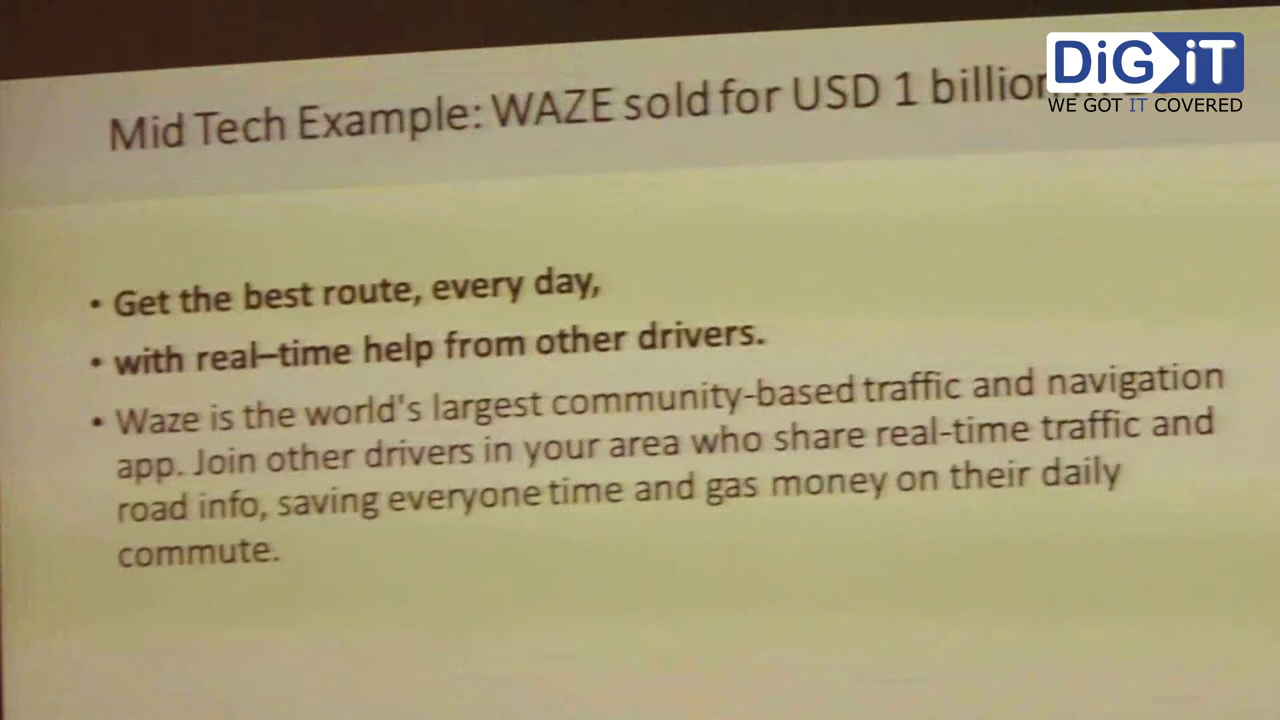 DiG iT
WE GOT IT COVERED
Mid Tech Example: WAZE sold for USD 1 billion
• Get the best route, every day,
• with real–time help from other drivers.
• Waze is the world's largest community-based traffic and navigation
app. Join other drivers in your area who share real-time traffic and
road info, saving everyone time and gas money on their daily
commute.